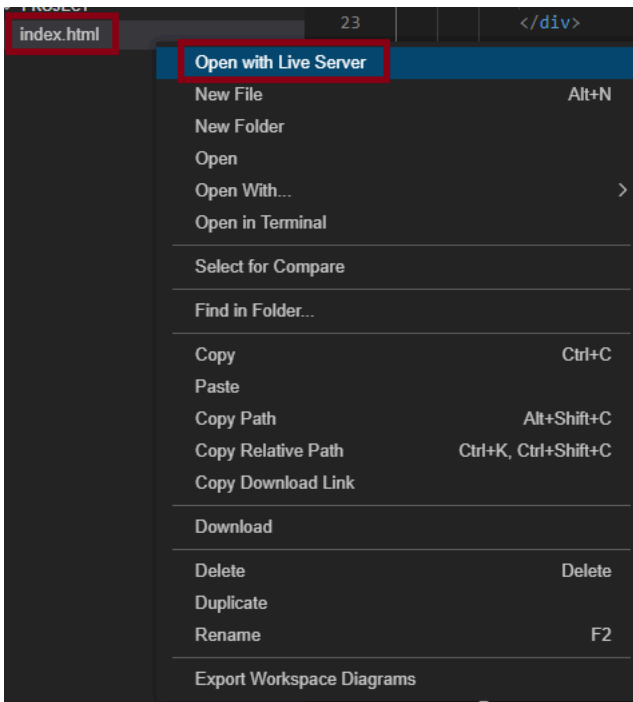 PROJECT
index.html
23 </div>
Open with Live Server
New File Alt+N
New Folder
Open
Open With...
Open in Terminal
Select for Compare
Find in Folder...
Copy Ctrl+C
Paste
Copy Path Alt+Shift+C
Copy Relative Path Ctrl+K, Ctrl+Shift+C
Copy Download Link
Download
Delete Delete
Duplicate
Rename F2
Export Workspace Diagrams